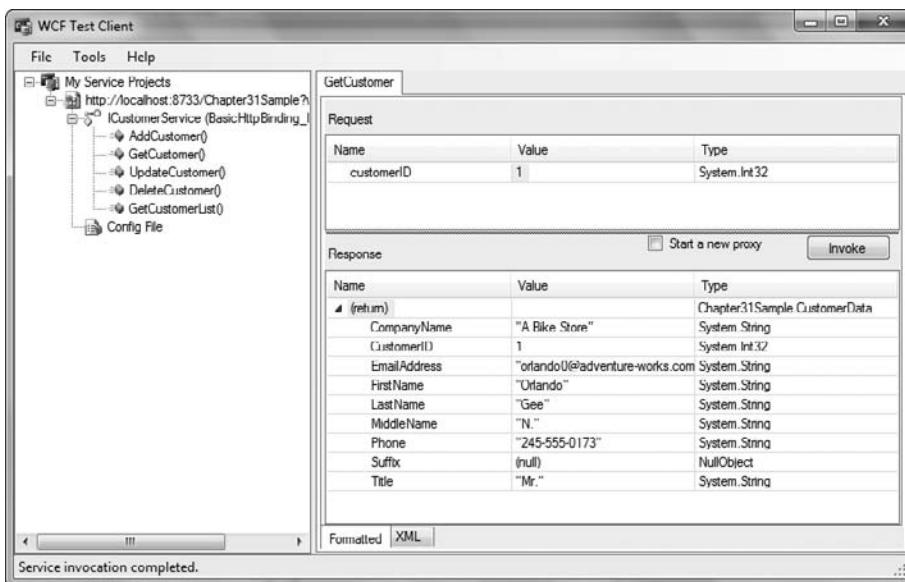 WCF Test Client
File Tools Help
My Service Projects
http://localhost:8733/Chapter31Sample?
ICustomerService (BasicHttpBinding_I
AddCustomer()
GetCustomer()
UpdateCustomer()
DeleteCustomer()
GetCustomerList()
Config File
GetCustomer
Request
Name Value Type
customerID 1 System.Int32
Response Start a new proxy Invoke
Name Value Type
(return) Chapter31Sample.CustomerData
CompanyName "A Bike Store" System.String
CustomerID 1 System.Int32
EmailAddress "orlando0@adventure-works.com System.String
FirstName "Orlando" System.String
LastName "Gee" System.String
MiddleName "N." System.String
Phone "245-555-0173" System.String
Suffix (null) NullObject
Title "Mr." System.String
Formatted XML
Service invocation completed.